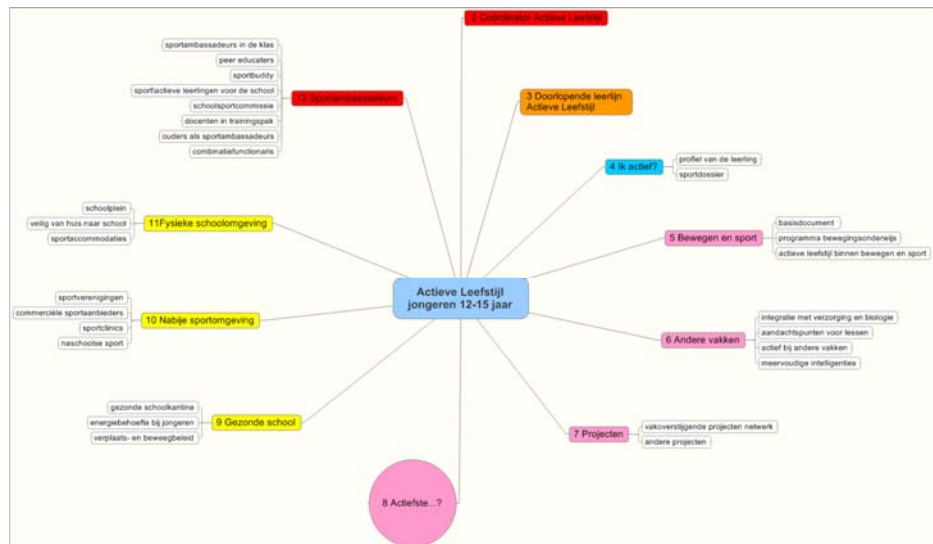 2 Coördinator Actieve Leefstijl
3 Doorlopende leerlijn
Actieve Leefstijl
4 Ik actief?
profiel van de leerling
sportdossier
5 Bewegen en sport
basisdocument
programma bewegingsonderwijs
actieve leefstijl binnen bewegen en sport
6 Andere vakken
integratie met verzorging en biologie
aandachtspunten voor lessen
actief bij andere vakken
meervoudige intelligenties
7 Projecten
vakoverstijgende projecten netwerk
andere projecten
8 Actiefste...?
9 Gezonde school
gezonde schoolkantine
energiebehoefte bij jongeren
verplaats- en beweegbeleid
10 Nabije sportomgeving
sportverenigingen
commerciële sportaanbieders
sportclinics
naschoolse sport
11Fysieke schoolomgeving
schoolplein
veilig van huis naar school
sportaccommodaties
12 Sportambassadeurs
sportambassadeurs in de klas
peer educaters
sportbuddy
sport\actieve leerlingen voor de school
schoolsportcommissie
docenten in trainingspak
ouders als sportambassadeurs
combinatiefunctionaris
Actieve Leefstijl
jongeren 12-15 jaar